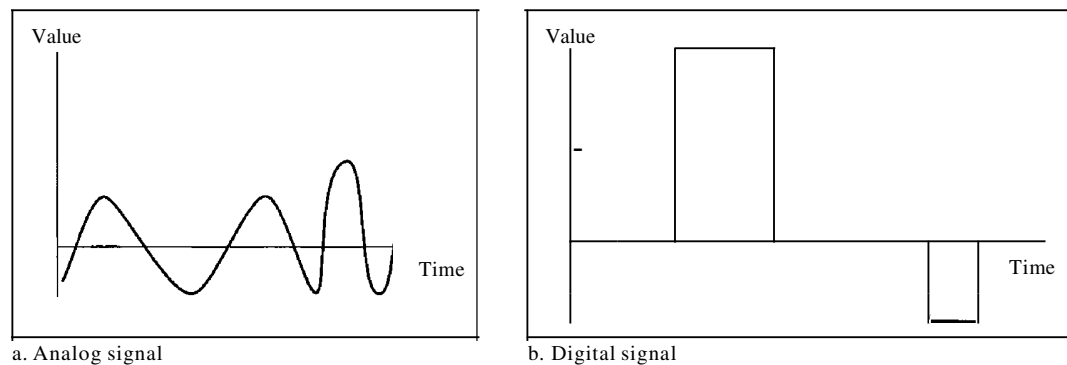 Value
Time
a. Analog signal
Value
Time
b. Digital signal